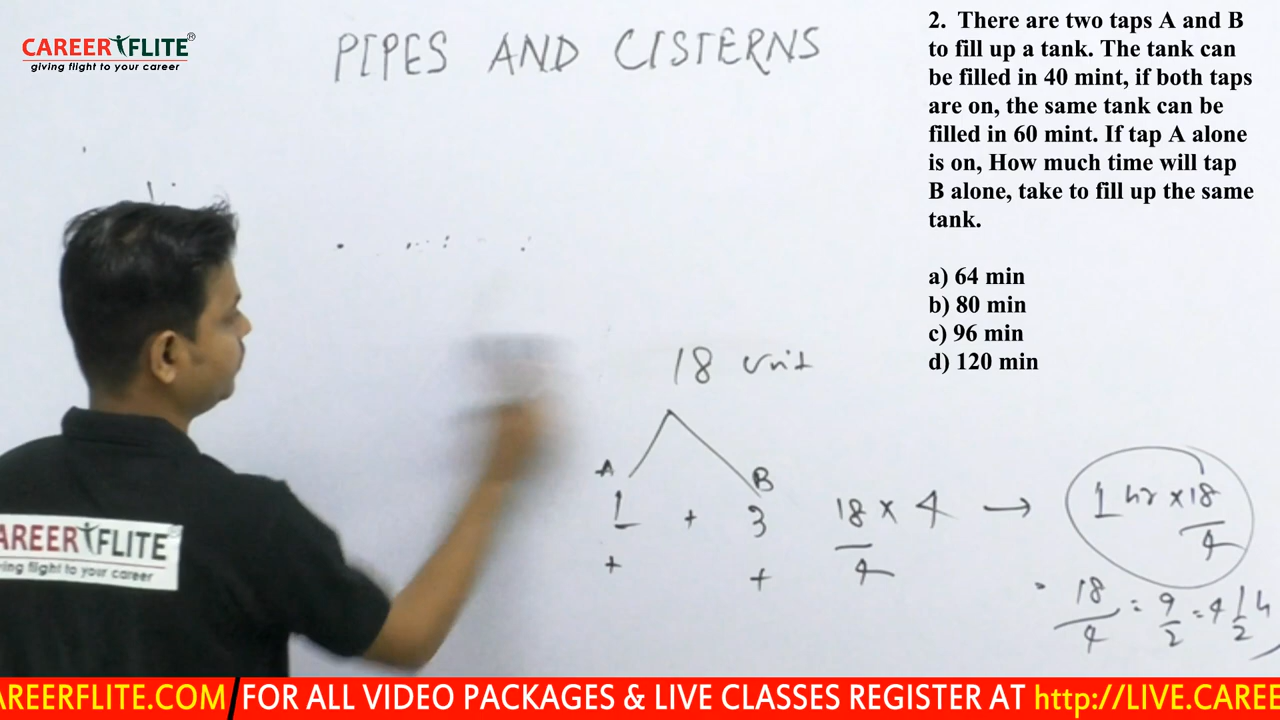 CAREER FLITE®
giving flight to your career
PIPES AND CISTERNS
2. There are two taps A and B
to fill up a tank. The tank can
be filled in 40 mint, if both taps
are on, the same tank can be
filled in 60 mint. If tap A alone
is on, How much time will tap
B alone, take to fill up the same
tank.
a) 64 min
b) 80 min
c) 96 min
d) 120 min
18 unit
A
B
1 + 3
+ +
18/4 × 4 → 1 hr × 18/4
18/4 = 9/2 = 4 1/2 h
AREER FLITE
ing flight to your career
AREERFLITE.COM
FOR ALL VIDEO PACKAGES & LIVE CLASSES REGISTER AT http://LIVE.CAREE